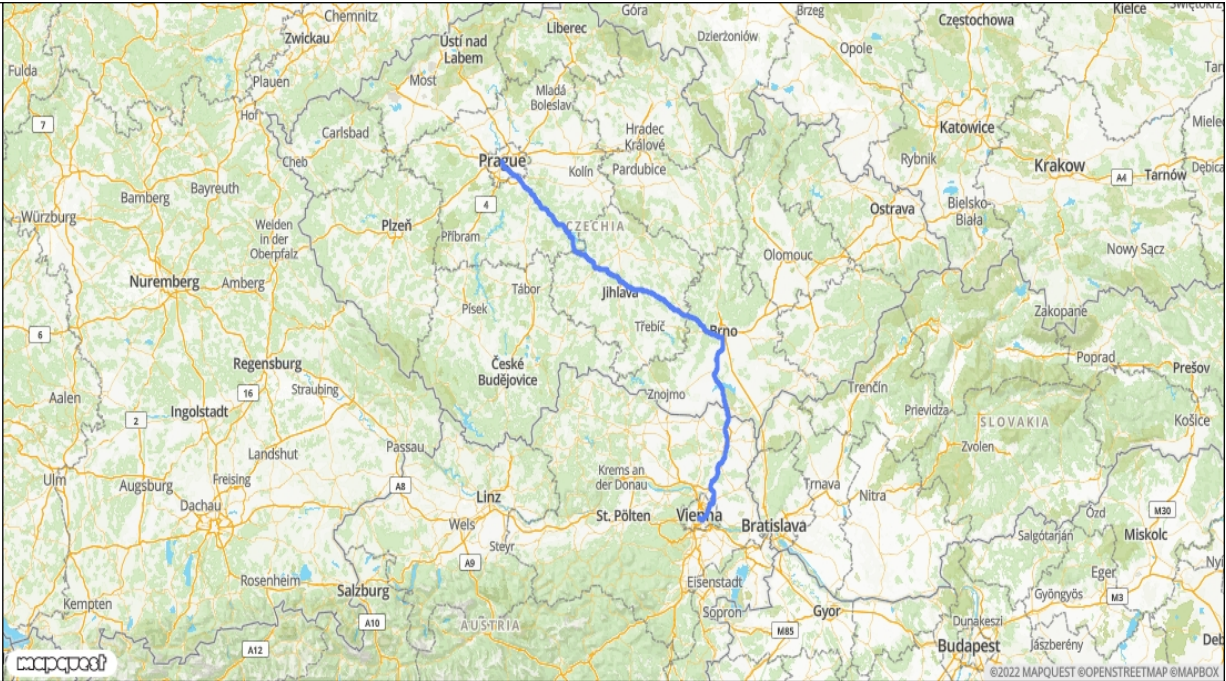 Chemnitz
Góra
Brzeg
Częstochowa
Kielce
Zwickau
Liberec
Ústí nad
Labem
Dzierżoniów
Opole
Fulda
Plauen
Most
Mladá
Boleslav
Hof
7
Carlsbad
Hradec
Králové
Katowice
Cheb
Prague
Kolín
Pardubice
Rybnik
Krakow
A4
Tarnów
Bamberg
Bayreuth
Würzburg
Weiden
in der
Oberpfalz
4
Plzeň
Příbram
CZECHIA
Ostrava
Bielsko-
Biała
Olomouc
Nowy Sącz
Nuremberg
Amberg
Tábor
Jihlava
Písek
Zakopane
6
Třebíč
Brno
Poprad
Prešov
Regensburg
České
Budějovice
Znojmo
Trenčín
Aalen
16
Straubing
Prievidza
SLOVAKIA
Ingolstadt
2
Košice
Passau
Zvolen
Landshut
Ulm
Augsburg
Freising
A8
Krems an
der Donau
Trnava
Nitra
Dachau
Linz
St. Pölten
Vienna
Bratislava
Ózd
M30
Wels
Salgótarján
Miskolc
Steyr
A9
Rosenheim
Salzburg
Eisenstadt
Eger
Kempten
Sopron
Gyor
Gyöngyös
M3
A10
AUSTRIA
M85
Dunakeszi
A12
Budapest
Jászberény
mapquest
©2022 MAPQUEST ©OPENSTREETMAP ©MAPBOX